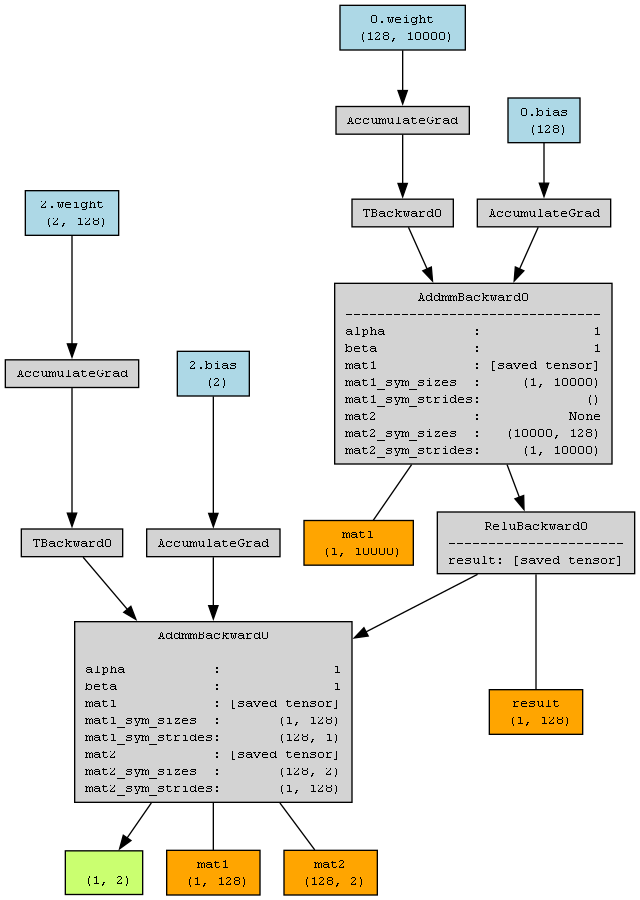 0.weight
(128, 10000)
AccumulateGrad
0.bias
(128)
TBackward0
AccumulateGrad
2.weight
(2, 128)
AddmmBackward0
--------------------------------
alpha           :             1
beta            :             1
mat1            : [saved tensor]
mat1_sym_sizes  :    (1, 10000)
mat1_sym_strides:            ()
mat2            :          None
mat2_sym_sizes  :  (10000, 128)
mat2_sym_strides:    (1, 10000)
AccumulateGrad
2.bias
(2)
mat1
(1, 10000)
ReluBackward0
----------------------
result: [saved tensor]
TBackward0
AccumulateGrad
AddmmBackward0
alpha           :             1
beta            :             1
mat1            : [saved tensor]
mat1_sym_sizes  :      (1, 128)
mat1_sym_strides:      (128, 1)
mat2            : [saved tensor]
mat2_sym_sizes  :      (128, 2)
mat2_sym_strides:      (1, 128)
result
(1, 128)
(1, 2)
mat1
(1, 128)
mat2
(128, 2)